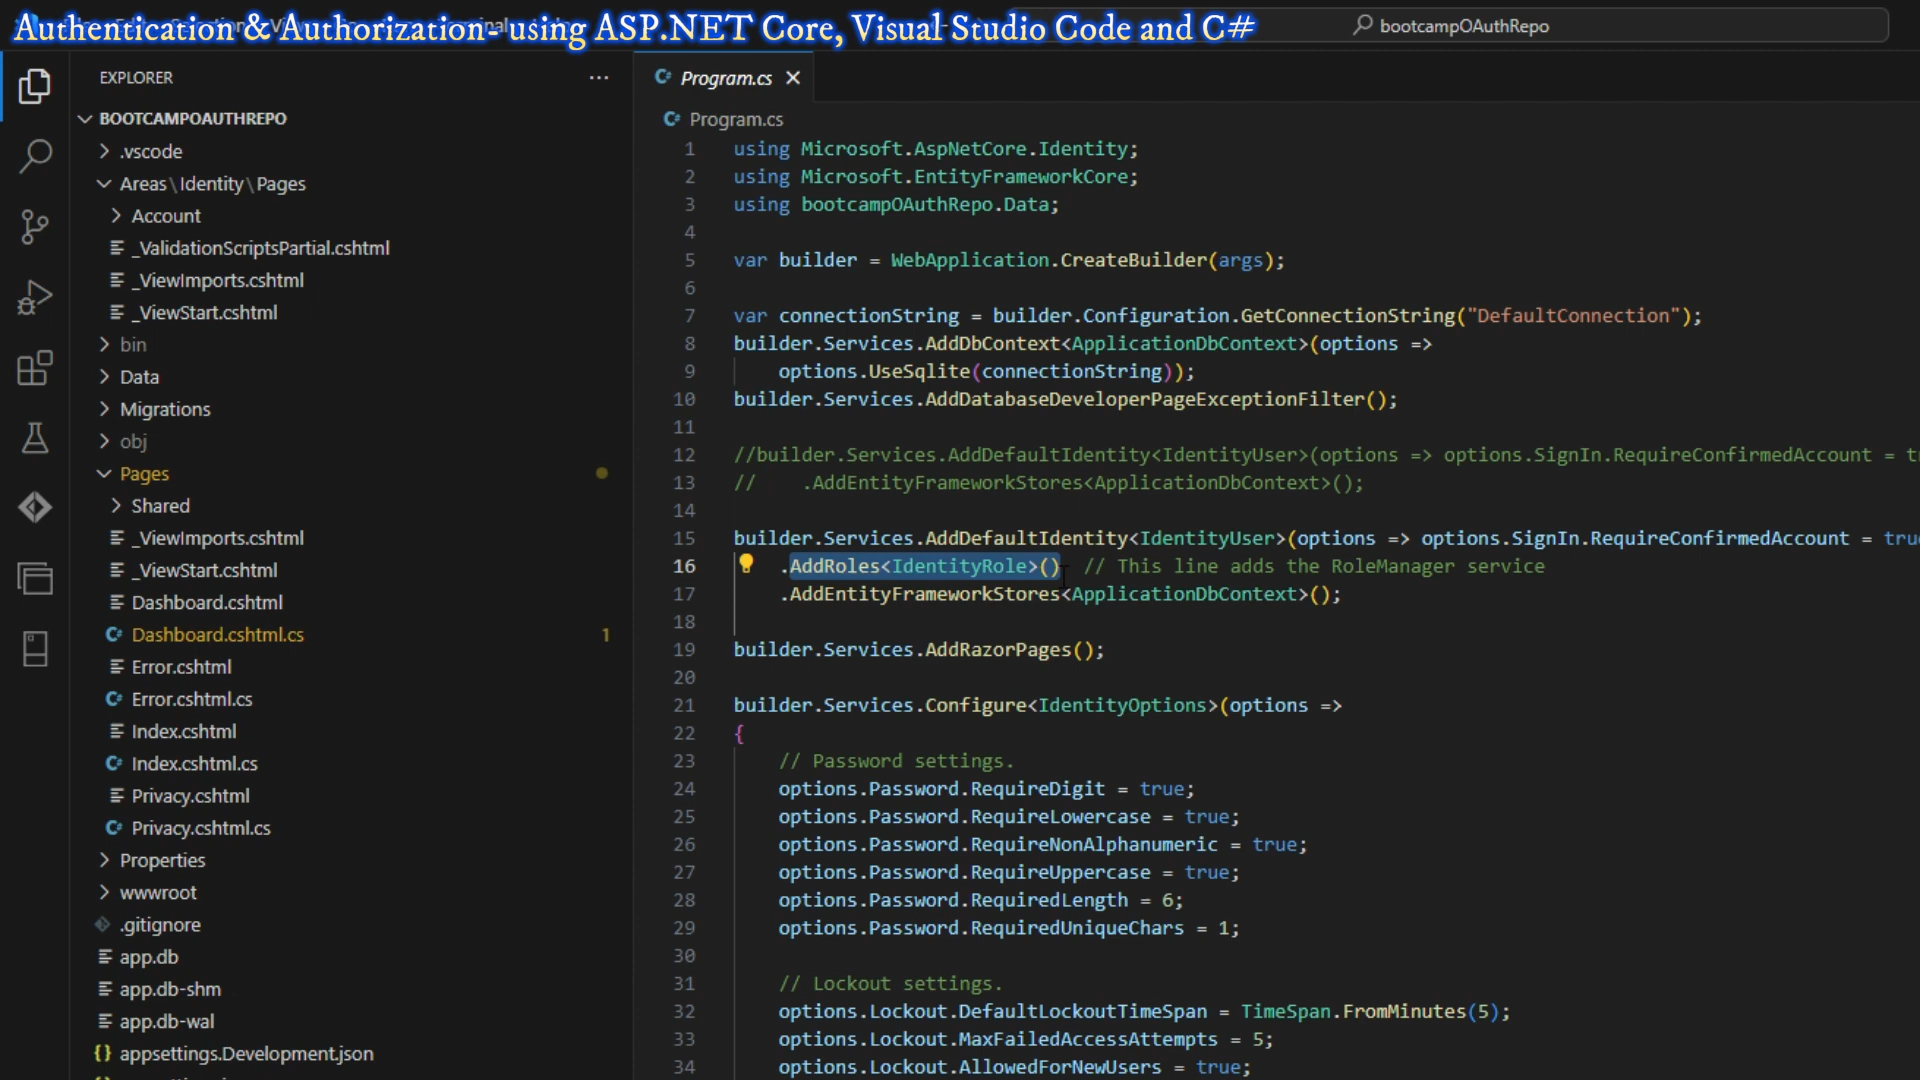 Authentication & Authorization- using ASP.NET Core, Visual Studio Code and C#
bootcampOAuthRepo
EXPLORER
BOOTCAMPOAUTHREPO
.vscode
Areas\Identity\Pages
Account
_ValidationScriptsPartial.cshtml
_ViewImports.cshtml
_ViewStart.cshtml
bin
Data
Migrations
obj
Pages
Shared
_ViewImports.cshtml
_ViewStart.cshtml
Dashboard.cshtml
Dashboard.cshtml.cs 1
Error.cshtml
Error.cshtml.cs
Index.cshtml
Index.cshtml.cs
Privacy.cshtml
Privacy.cshtml.cs
Properties
wwwroot
.gitignore
app.db
app.db-shm
app.db-wal
appsettings.Development.json
Program.cs
Program.cs
1 using Microsoft.AspNetCore.Identity;
2 using Microsoft.EntityFrameworkCore;
3 using bootcampOAuthRepo.Data;
4
5 var builder = WebApplication.CreateBuilder(args);
6
7 var connectionString = builder.Configuration.GetConnectionString("DefaultConnection");
8 builder.Services.AddDbContext<ApplicationDbContext>(options =>
9 options.UseSqlite(connectionString));
10 builder.Services.AddDatabaseDeveloperPageExceptionFilter();
11
12 //builder.Services.AddDefaultIdentity<IdentityUser>(options => options.SignIn.RequireConfirmedAccount = t
13 // .AddEntityFrameworkStores<ApplicationDbContext>();
14
15 builder.Services.AddDefaultIdentity<IdentityUser>(options => options.SignIn.RequireConfirmedAccount = tru
16 .AddRoles<IdentityRole>() // This line adds the RoleManager service
17 .AddEntityFrameworkStores<ApplicationDbContext>();
18
19 builder.Services.AddRazorPages();
20
21 builder.Services.Configure<IdentityOptions>(options =>
22 {
23 // Password settings.
24 options.Password.RequireDigit = true;
25 options.Password.RequireLowercase = true;
26 options.Password.RequireNonAlphanumeric = true;
27 options.Password.RequireUppercase = true;
28 options.Password.RequiredLength = 6;
29 options.Password.RequiredUniqueChars = 1;
30
31 // Lockout settings.
32 options.Lockout.DefaultLockoutTimeSpan = TimeSpan.FromMinutes(5);
33 options.Lockout.MaxFailedAccessAttempts = 5;
34 options.Lockout.AllowedForNewUsers = true;